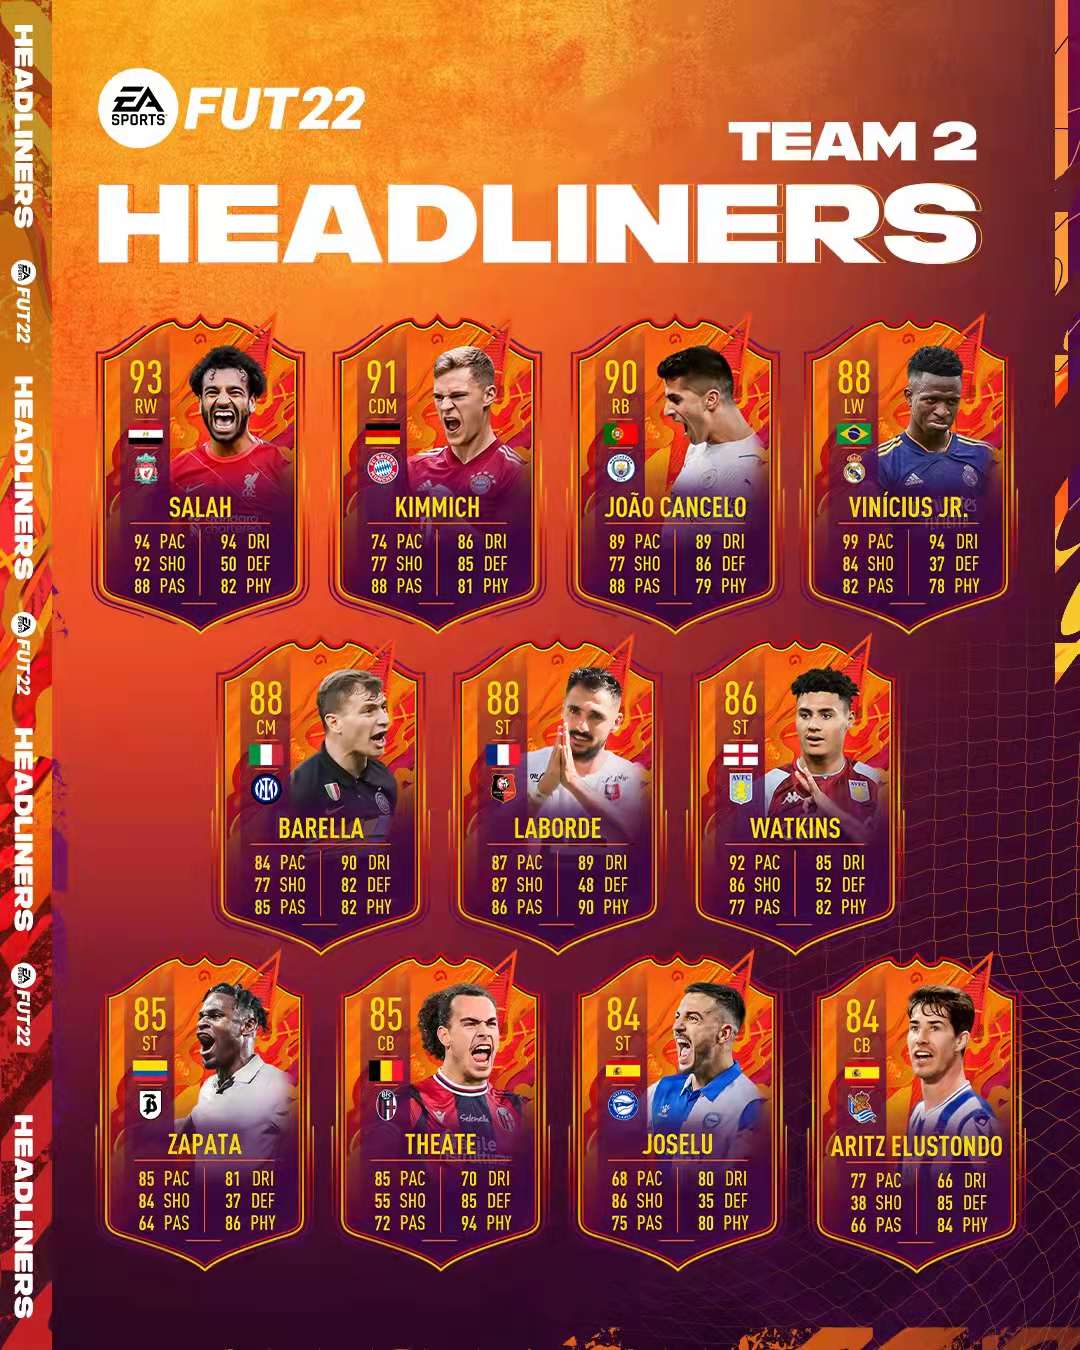 EA
SPORTS
FUT22
TEAM 2
HEADLINERS
93
RW
SALAH
94 PAC 94 DRI
92 SHO 50 DEF
88 PAS 82 PHY
91
CDM
KIMMICH
74 PAC 86 DRI
77 SHO 85 DEF
88 PAS 81 PHY
90
RB
JOÃO CANCELO
89 PAC 89 DRI
77 SHO 86 DEF
88 PAS 79 PHY
88
LW
VINÍCIUS JR.
99 PAC 94 DRI
84 SHO 37 DEF
82 PAS 78 PHY
88
CM
BARELLA
84 PAC 90 DRI
77 SHO 82 DEF
85 PAS 82 PHY
88
ST
LABORDE
87 PAC 89 DRI
87 SHO 48 DEF
86 PAS 90 PHY
86
ST
AVFC
WATKINS
92 PAC 85 DRI
86 SHO 52 DEF
77 PAS 82 PHY
85
ST
ZAPATA
85 PAC 81 DRI
84 SHO 37 DEF
64 PAS 86 PHY
85
CB
Selenella
THEATE
85 PAC 70 DRI
55 SHO 85 DEF
72 PAS 94 PHY
84
ST
JOSELU
68 PAC 80 DRI
86 SHO 35 DEF
75 PAS 80 PHY
84
CB
ARITZ ELUSTONDO
77 PAC 66 DRI
38 SHO 85 DEF
66 PAS 84 PHY
HEADLINERS
EA SPORTS FUT22
HEADLINERS
EA SPORTS FUT22
HEADLINERS
EA SPORTS FUT22
HEADLINERS